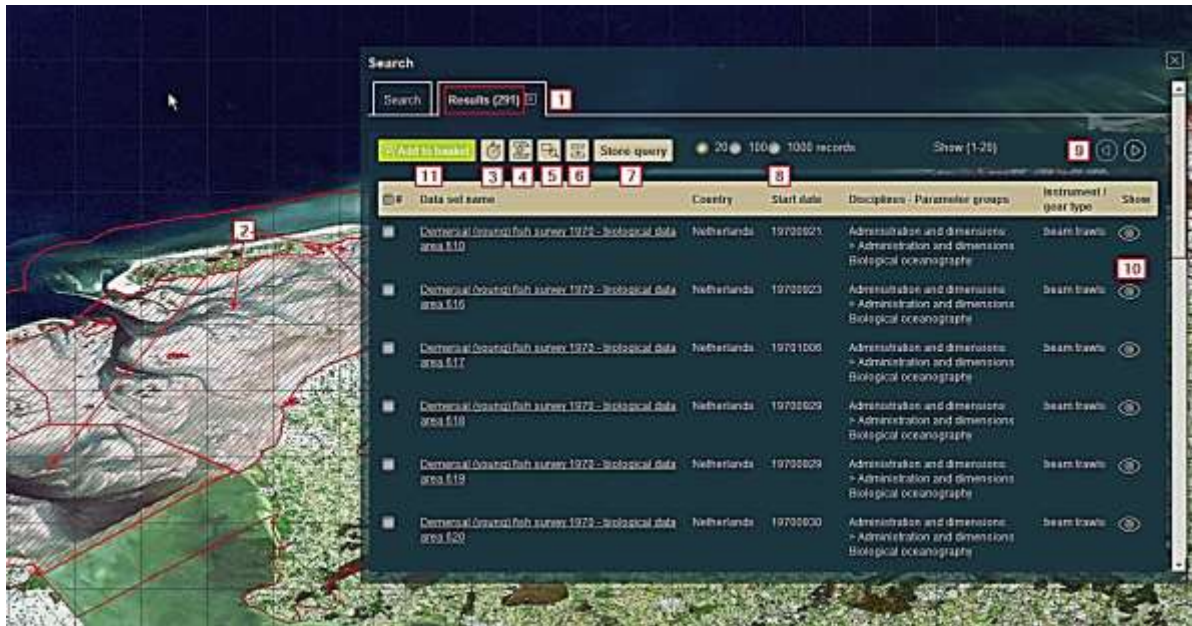 Search
Search Results (291) 1
+ Add to basket Store query 20 100 1000 records Show (1-20) 9
11 3 4 5 6 7 8
# Data set name Country Start date Disciplines - Parameter groups Instrument / gear type Show
2
Demersal (young) fish survey 1970 - biological data Netherlands 19700921 Administration and dimensions beam trawls
area 610 > Administration and dimensions
Biological oceanography
10
Demersal (young) fish survey 1970 - biological data Netherlands 19700923 Administration and dimensions beam trawls
area 616 > Administration and dimensions
Biological oceanography
Demersal (young) fish survey 1970 - biological data Netherlands 19701006 Administration and dimensions beam trawls
area 617 > Administration and dimensions
Biological oceanography
Demersal (young) fish survey 1970 - biological data Netherlands 19700929 Administration and dimensions beam trawls
area 618 > Administration and dimensions
Biological oceanography
Demersal (young) fish survey 1970 - biological data Netherlands 19700929 Administration and dimensions beam trawls
area 619 > Administration and dimensions
Biological oceanography
Demersal (young) fish survey 1970 - biological data Netherlands 19700930 Administration and dimensions beam trawls
area 620 > Administration and dimensions
Biological oceanography